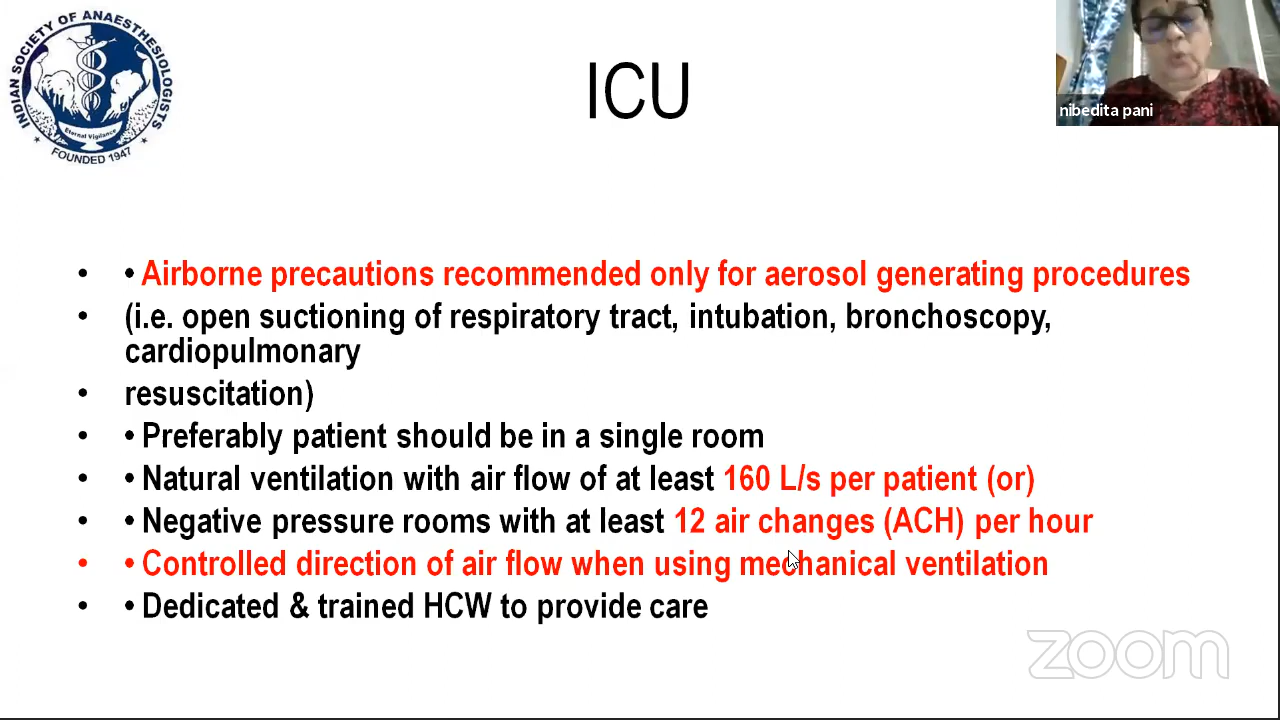 INDIAN SOCIETY OF ANAESTHESIOLOGISTS
Eternal Vigilance
FOUNDED 1947
ICU
nibedita pani
• • Airborne precautions recommended only for aerosol generating procedures
• (i.e. open suctioning of respiratory tract, intubation, bronchoscopy,
cardiopulmonary
• resuscitation)
• • Preferably patient should be in a single room
• • Natural ventilation with air flow of at least 160 L/s per patient (or)
• • Negative pressure rooms with at least 12 air changes (ACH) per hour
• • Controlled direction of air flow when using mechanical ventilation
• • Dedicated & trained HCW to provide care
zoom